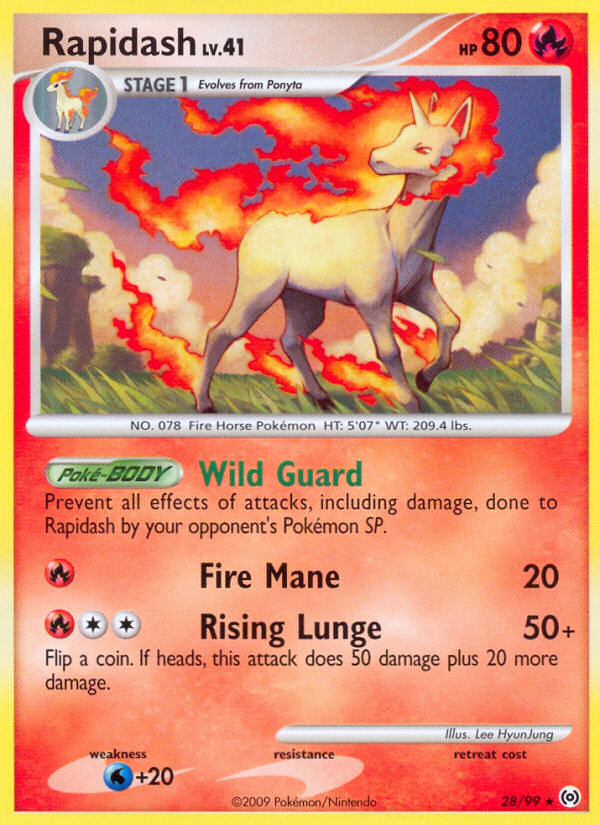 Rapidash LV.41 HP 80
STAGE 1 Evolves from Ponyta
NO. 078 Fire Horse Pokémon HT: 5'07" WT: 209.4 lbs.
Poké-BODY Wild Guard
Prevent all effects of attacks, including damage, done to
Rapidash by your opponent's Pokémon SP.
Fire Mane 20
Rising Lunge 50+
Flip a coin. If heads, this attack does 50 damage plus 20 more
damage.
Illus. Lee HyunJung
weakness resistance retreat cost
+20
©2009 Pokémon/Nintendo 28/99 ★